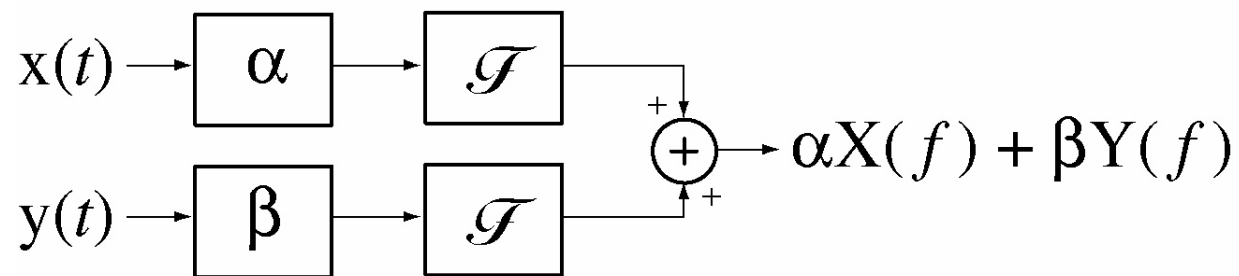 x(t) α ℱ
+
+ αX(f) + βY(f)
+
y(t) β ℱ